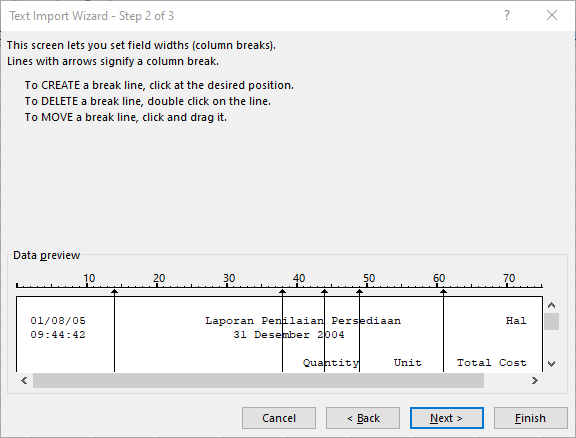 Text Import Wizard - Step 2 of 3 ?
This screen lets you set field widths (column breaks).
Lines with arrows signify a column break.
To CREATE a break line, click at the desired position.
To DELETE a break line, double click on the line.
To MOVE a break line, click and drag it.
Data preview
10 20 30 40 50 60 70
01/08/05 Laporan Penilaian Persediaan Hal
09:44:42 31 Desember 2004
Quantity Unit Total Cost
Cancel < Back Next > Finish